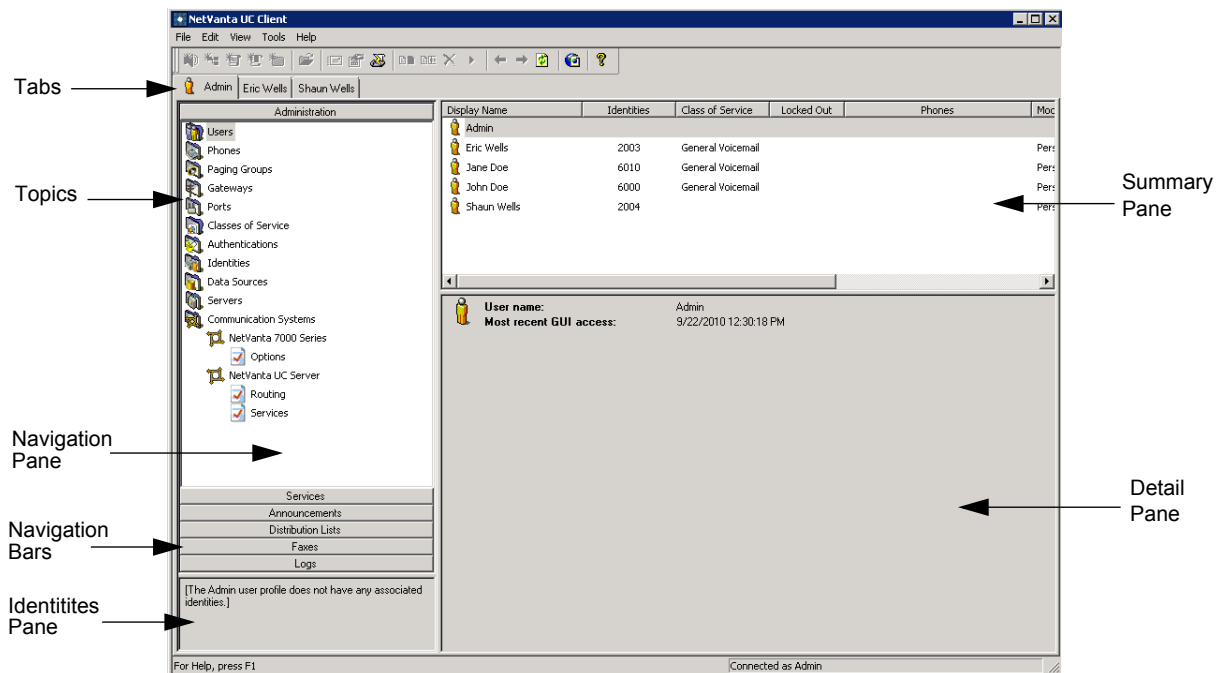 NetVanta UC Client
File Edit View Tools Help
Tabs
Admin Eric Wells Shaun Wells
Administration
Users
Phones
Paging Groups
Gateways
Ports
Classes of Service
Authentications
Identities
Data Sources
Servers
Communication Systems
NetVanta 7000 Series
Options
NetVanta UC Server
Routing
Services
Topics
Navigation
Pane
Services
Announcements
Distribution Lists
Faxes
Logs
Navigation
Bars
[The Admin user profile does not have any associated
identities.]
Identitites
Pane
Display Name Identities Class of Service Locked Out Phones Moc
Admin
Eric Wells 2003 General Voicemail Pers
Jane Doe 6010 General Voicemail Pers
John Doe 6000 General Voicemail Pers
Shaun Wells 2004 Pers
Summary
Pane
User name: Admin
Most recent GUI access: 9/22/2010 12:30:18 PM
Detail
Pane
For Help, press F1 Connected as Admin